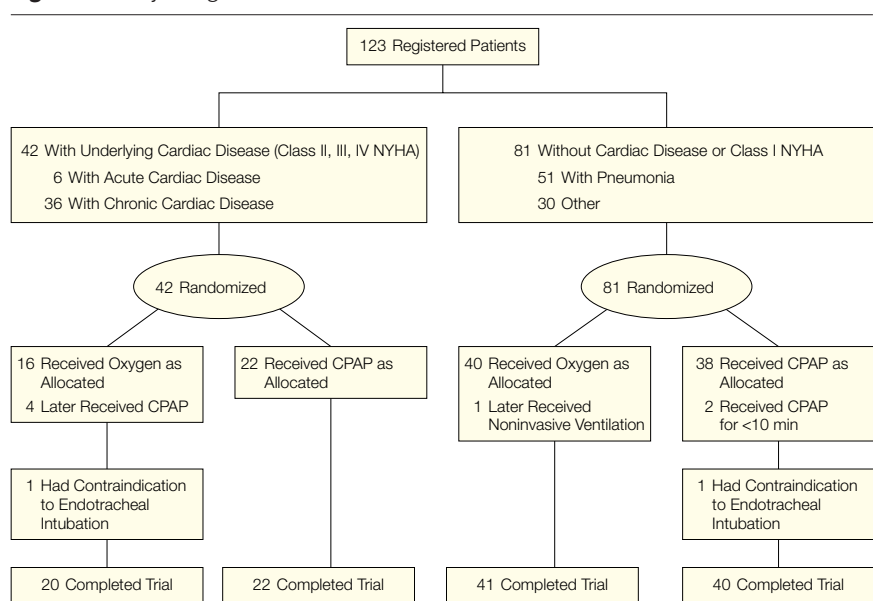 123 Registered Patients
42 With Underlying Cardiac Disease (Class II, III, IV NYHA)
6 With Acute Cardiac Disease
36 With Chronic Cardiac Disease
81 Without Cardiac Disease or Class I NYHA
51 With Pneumonia
30 Other
42 Randomized
81 Randomized
16 Received Oxygen as
Allocated
4 Later Received CPAP
22 Received CPAP as
Allocated
40 Received Oxygen as
Allocated
1 Later Received
Noninvasive Ventilation
38 Received CPAP as
Allocated
2 Received CPAP
for <10 min
1 Had Contraindication
to Endotracheal
Intubation
1 Had Contraindication
to Endotracheal
Intubation
20 Completed Trial
22 Completed Trial
41 Completed Trial
40 Completed Trial